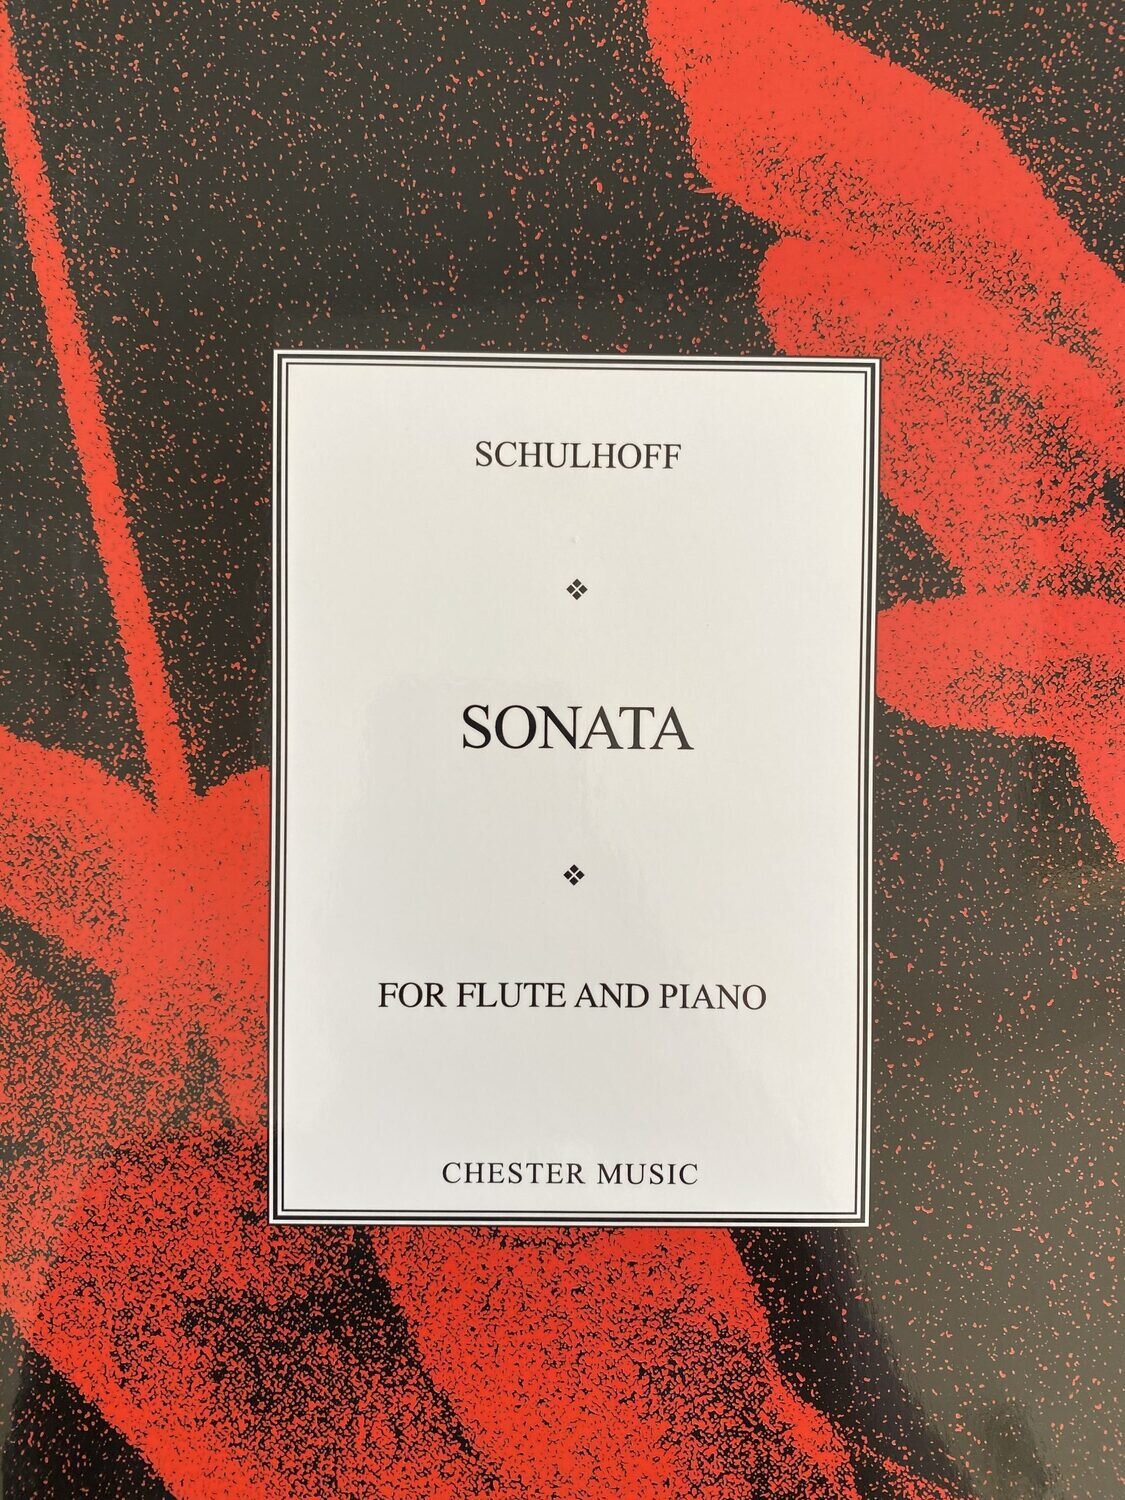 SCHULHOFF
SONATA
FOR FLUTE AND PIANO
CHESTER MUSIC